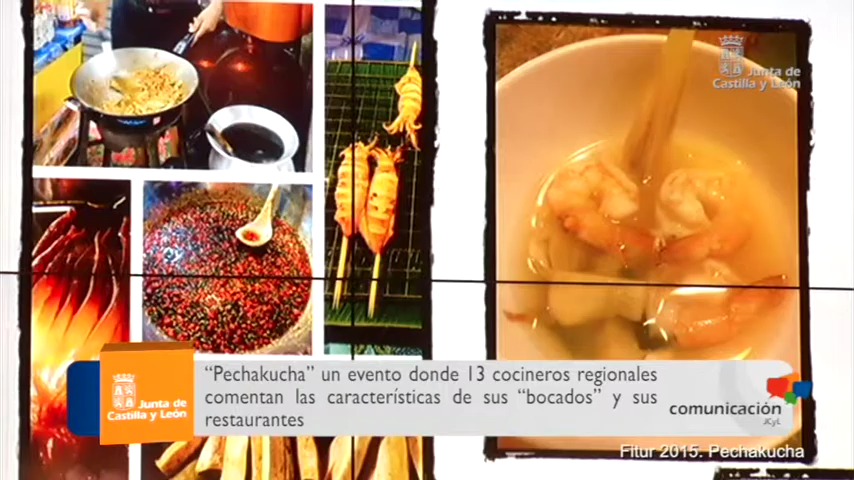 Junta de
Castilla y León
Junta de
Castilla y León
“Pechakucha” un evento donde 13 cocineros regionales
comentan las características de sus “bocados” y sus
restaurantes
comunicación
JCyL
Fitur 2015. Pechakucha